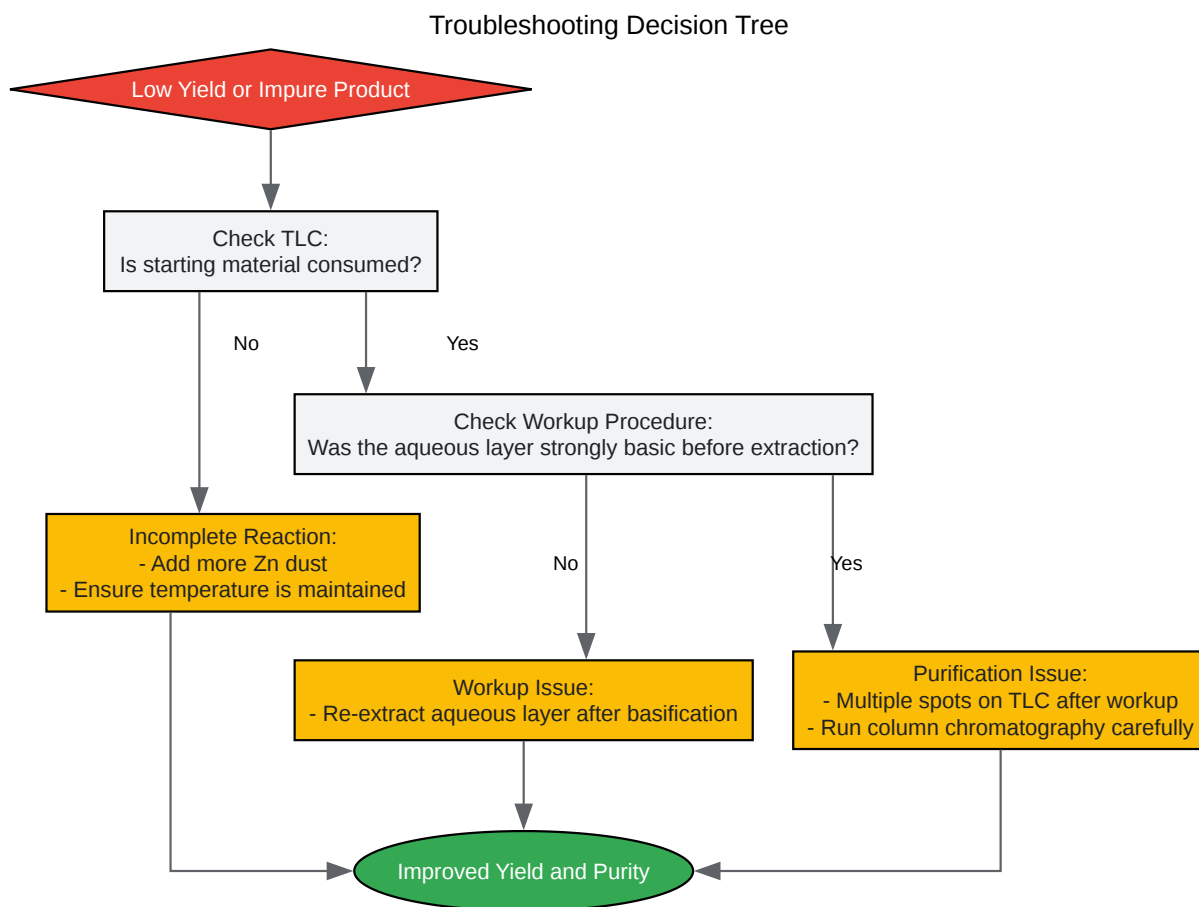 Troubleshooting Decision Tree
Low Yield or Impure Product
Check TLC:
Is starting material consumed?
No
Yes
Check Workup Procedure:
Was the aqueous layer strongly basic before extraction?
Incomplete Reaction:
- Add more Zn dust
- Ensure temperature is maintained
No
Yes
Workup Issue:
- Re-extract aqueous layer after basification
Purification Issue:
- Multiple spots on TLC after workup
- Run column chromatography carefully
Improved Yield and Purity